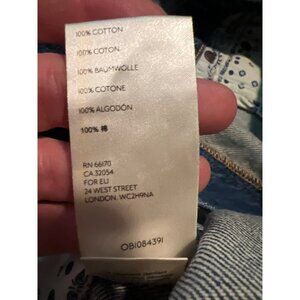 100% COTTON
100% COTON
100% BAUMWOLLE
100% COTONE
100% ALGODÓN
100% 棉
RN 66170
CA 32054
FOR EU
24 WEST STREET
LONDON. WC2H9NA
OB1084391